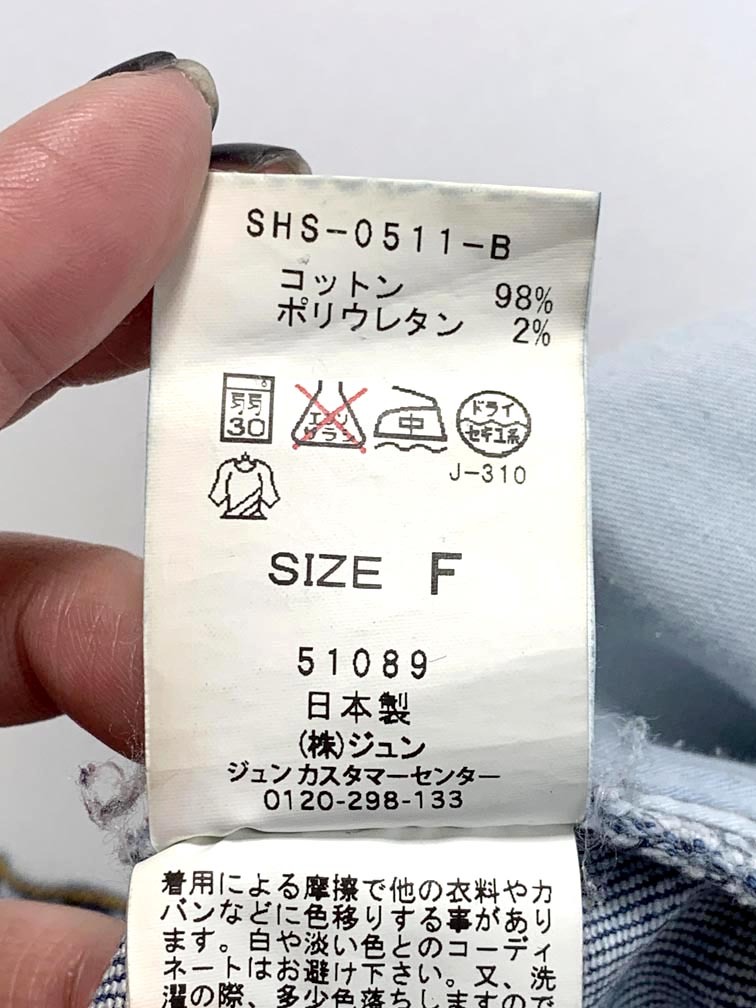 SHS-0511-B
コットン 98%
ポリウレタン 2%
弱
30
エンソ
サラシ
中
ドライ
セキユ系
J-310
SIZE F
51089
日本製
(株)ジュン
ジュンカスタマーセンター
0120-298-133
着用による摩擦で他の衣料やカ
バンなどに色移りする事があり
ます。白や淡い色とのコーディ
ネートはお避け下さい。又、洗
濯の際、多少色落ちしますので